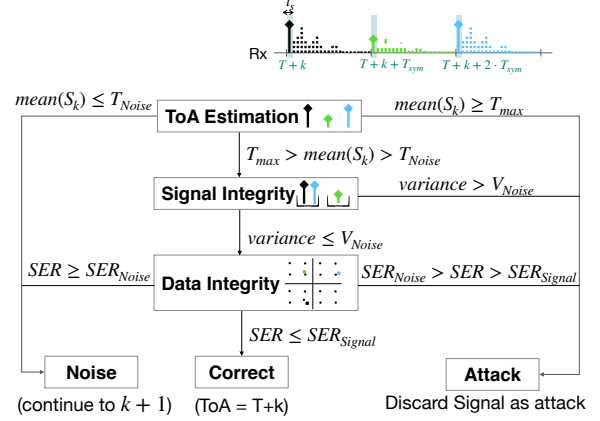 t_s
Rx
T + k
T + k + T_sym
T + k + 2 · T_sym
mean(S_k) ≤ T_Noise
ToA Estimation
mean(S_k) ≥ T_max
T_max > mean(S_k) > T_Noise
Signal Integrity
variance > V_Noise
variance ≤ V_Noise
SER ≥ SER_Noise
Data Integrity
SER_Noise > SER > SER_Signal
SER ≤ SER_Signal
Noise
Correct
Attack
(continue to k + 1)
(ToA = T+k)
Discard Signal as attack